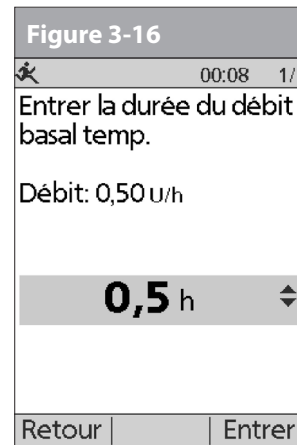 Figure 3-16
00:08 1/
Entrer la durée du débit
basal temp.
Débit: 0,50 U/h
0,5 h
Retour | | Entrer